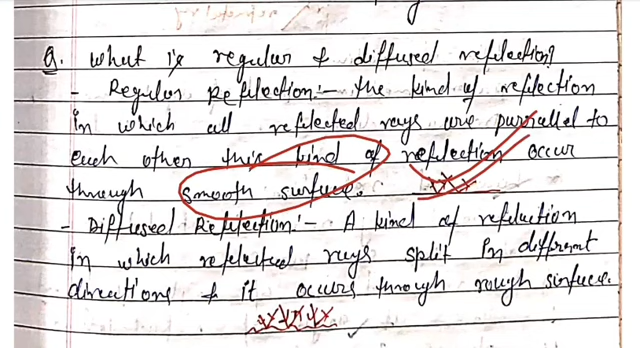 Q. What is regular & diffused reflection?
- Regular Reflection:- the kind of reflection
in which all reflected rays are parrallel to
each other this kind of reflection occur
through smooth surface.
- Diffused Reflection:- A kind of reflection
in which reflected rays split in different
directions & it occurs through rough surface.